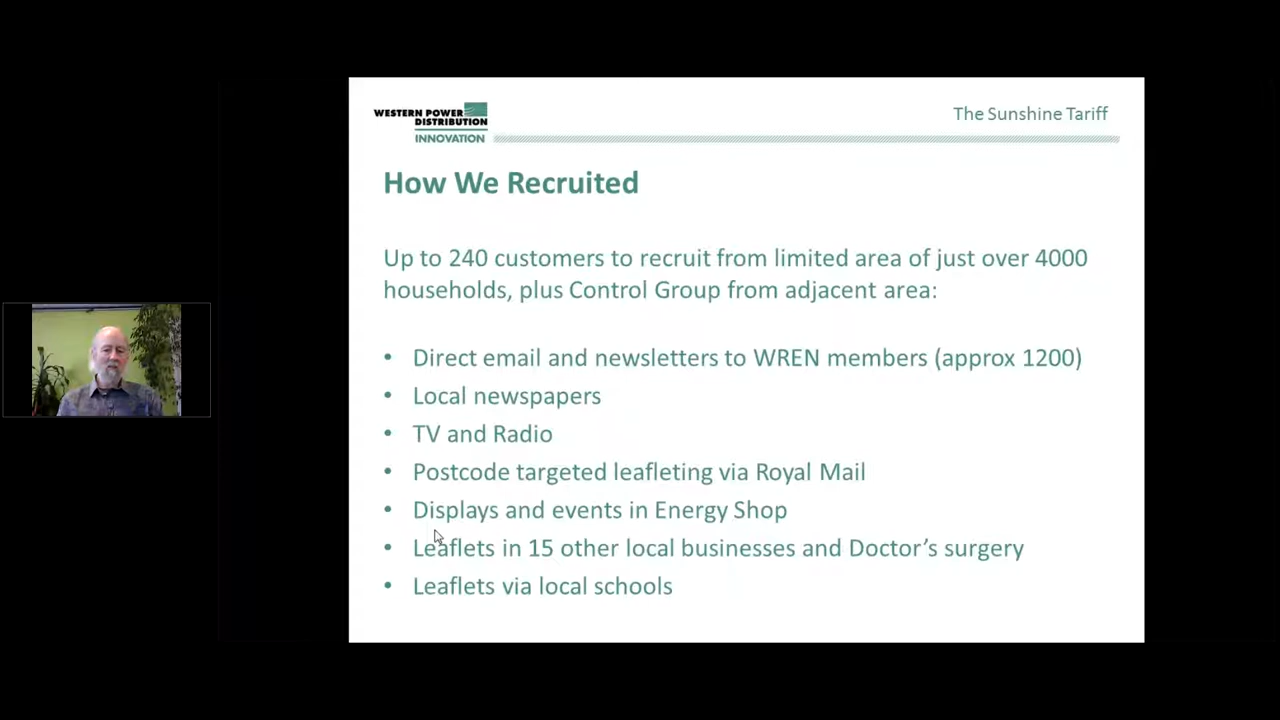 WESTERN POWER
DISTRIBUTION
INNOVATION
The Sunshine Tariff
How We Recruited
Up to 240 customers to recruit from limited area of just over 4000
households, plus Control Group from adjacent area:
• Direct email and newsletters to WREN members (approx 1200)
• Local newspapers
• TV and Radio
• Postcode targeted leafleting via Royal Mail
• Displays and events in Energy Shop
• Leaflets in 15 other local businesses and Doctor’s surgery
• Leaflets via local schools